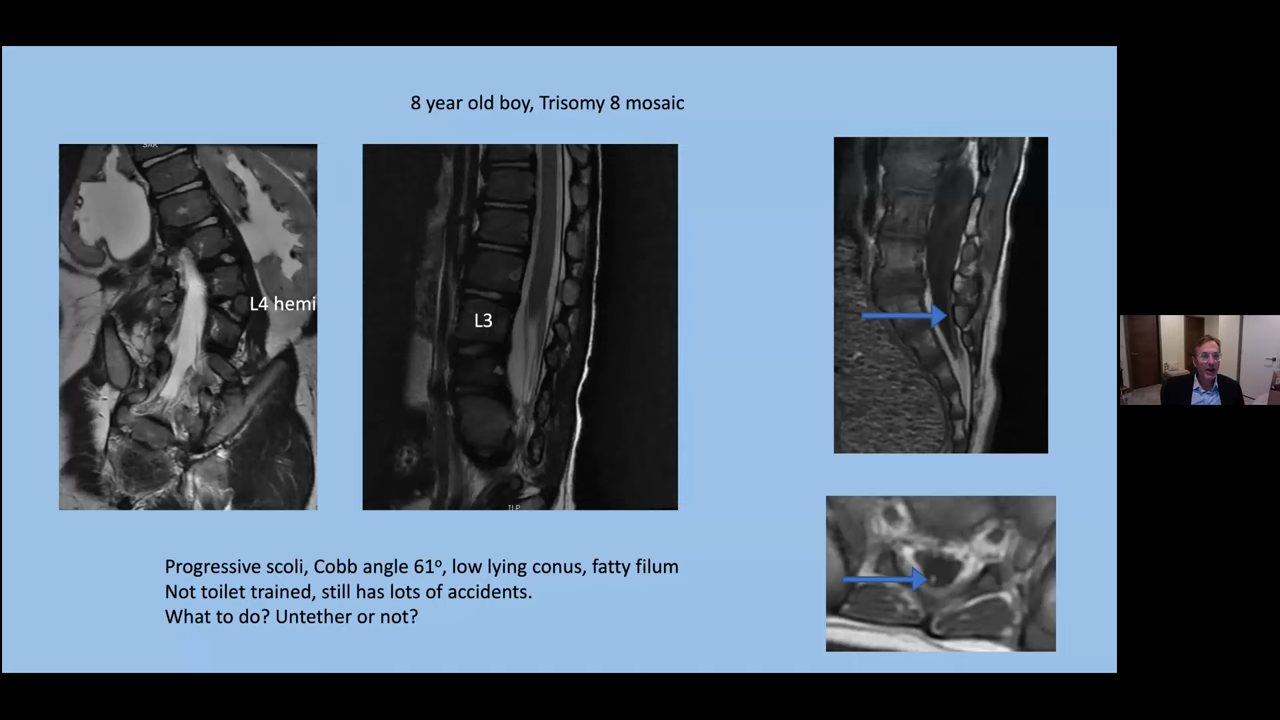 8 year old boy, Trisomy 8 mosaic
L4 hemi
L3
Progressive scoli, Cobb angle 61º, low lying conus, fatty filum
Not toilet trained, still has lots of accidents.
What to do? Untether or not?